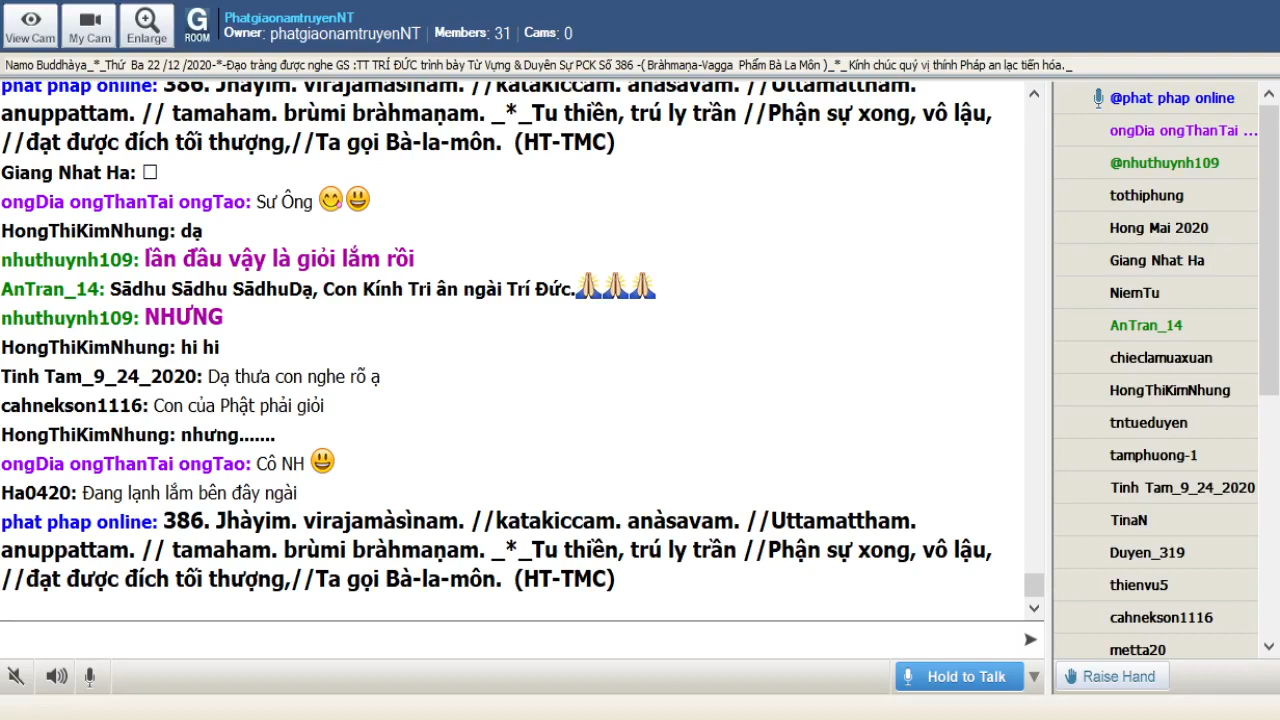 View Cam
My Cam
Enlarge
G
ROOM
PhatgiaonamtruyenNT
Owner: phatgiaonamtruyenNT | Members: 31 | Cams: 0
Namo Buddhàya_*_Thứ Ba 22 /12 /2020-*-Đạo tràng được nghe GS :TT TRÍ ĐỨC trình bày Từ Vựng & Duyên Sự PCK Số 386 -( Bràhmaṇa-Vagga Phẩm Bà La Môn )_*_ Kính chúc quý vị thính Pháp an lạc tiến hóa._
phat phap online: 386. Jhàyim. virajamàsìnam. //katakiccam. anàsavam. //Uttamattham.
anuppattam. // tamaham. brùmi bràhmaṇam. _*_Tu thiền, trú ly trần //Phận sự xong, vô lậu,
//đạt được đích tối thượng,//Ta gọi Bà-la-môn. (HT-TMC)
Giang Nhat Ha:
ongDia ongThanTai ongTao: Sư Ông
HongThiKimNhung: dạ
nhuthuynh109: lần đầu vậy là giỏi lắm rồi
AnTran_14: Sādhu Sādhu SādhuDạ, Con Kính Tri ân ngài Trí Đức.
nhuthuynh109: NHƯNG
HongThiKimNhung: hi hi
Tinh Tam_9_24_2020: Dạ thưa con nghe rõ ạ
cahnekson1116: Con của Phật phải giỏi
HongThiKimNhung: nhưng.......
ongDia ongThanTai ongTao: Cô NH
Ha0420: Đang lạnh lắm bên đây ngài
phat phap online: 386. Jhàyim. virajamàsìnam. //katakiccam. anàsavam. //Uttamattham.
anuppattam. // tamaham. brùmi bràhmaṇam. _*_Tu thiền, trú ly trần //Phận sự xong, vô lậu,
//đạt được đích tối thượng,//Ta gọi Bà-la-môn. (HT-TMC)
Hold to Talk
@phat phap online
ongDia ongThanTai ...
@nhuthuynh109
tothiphung
Hong Mai 2020
Giang Nhat Ha
NiemTu
AnTran_14
chieclamuaxuan
HongThiKimNhung
tntueduyen
tamphuong-1
Tinh Tam_9_24_2020
TinaN
Duyen_319
thienvu5
cahnekson1116
metta20
Raise Hand